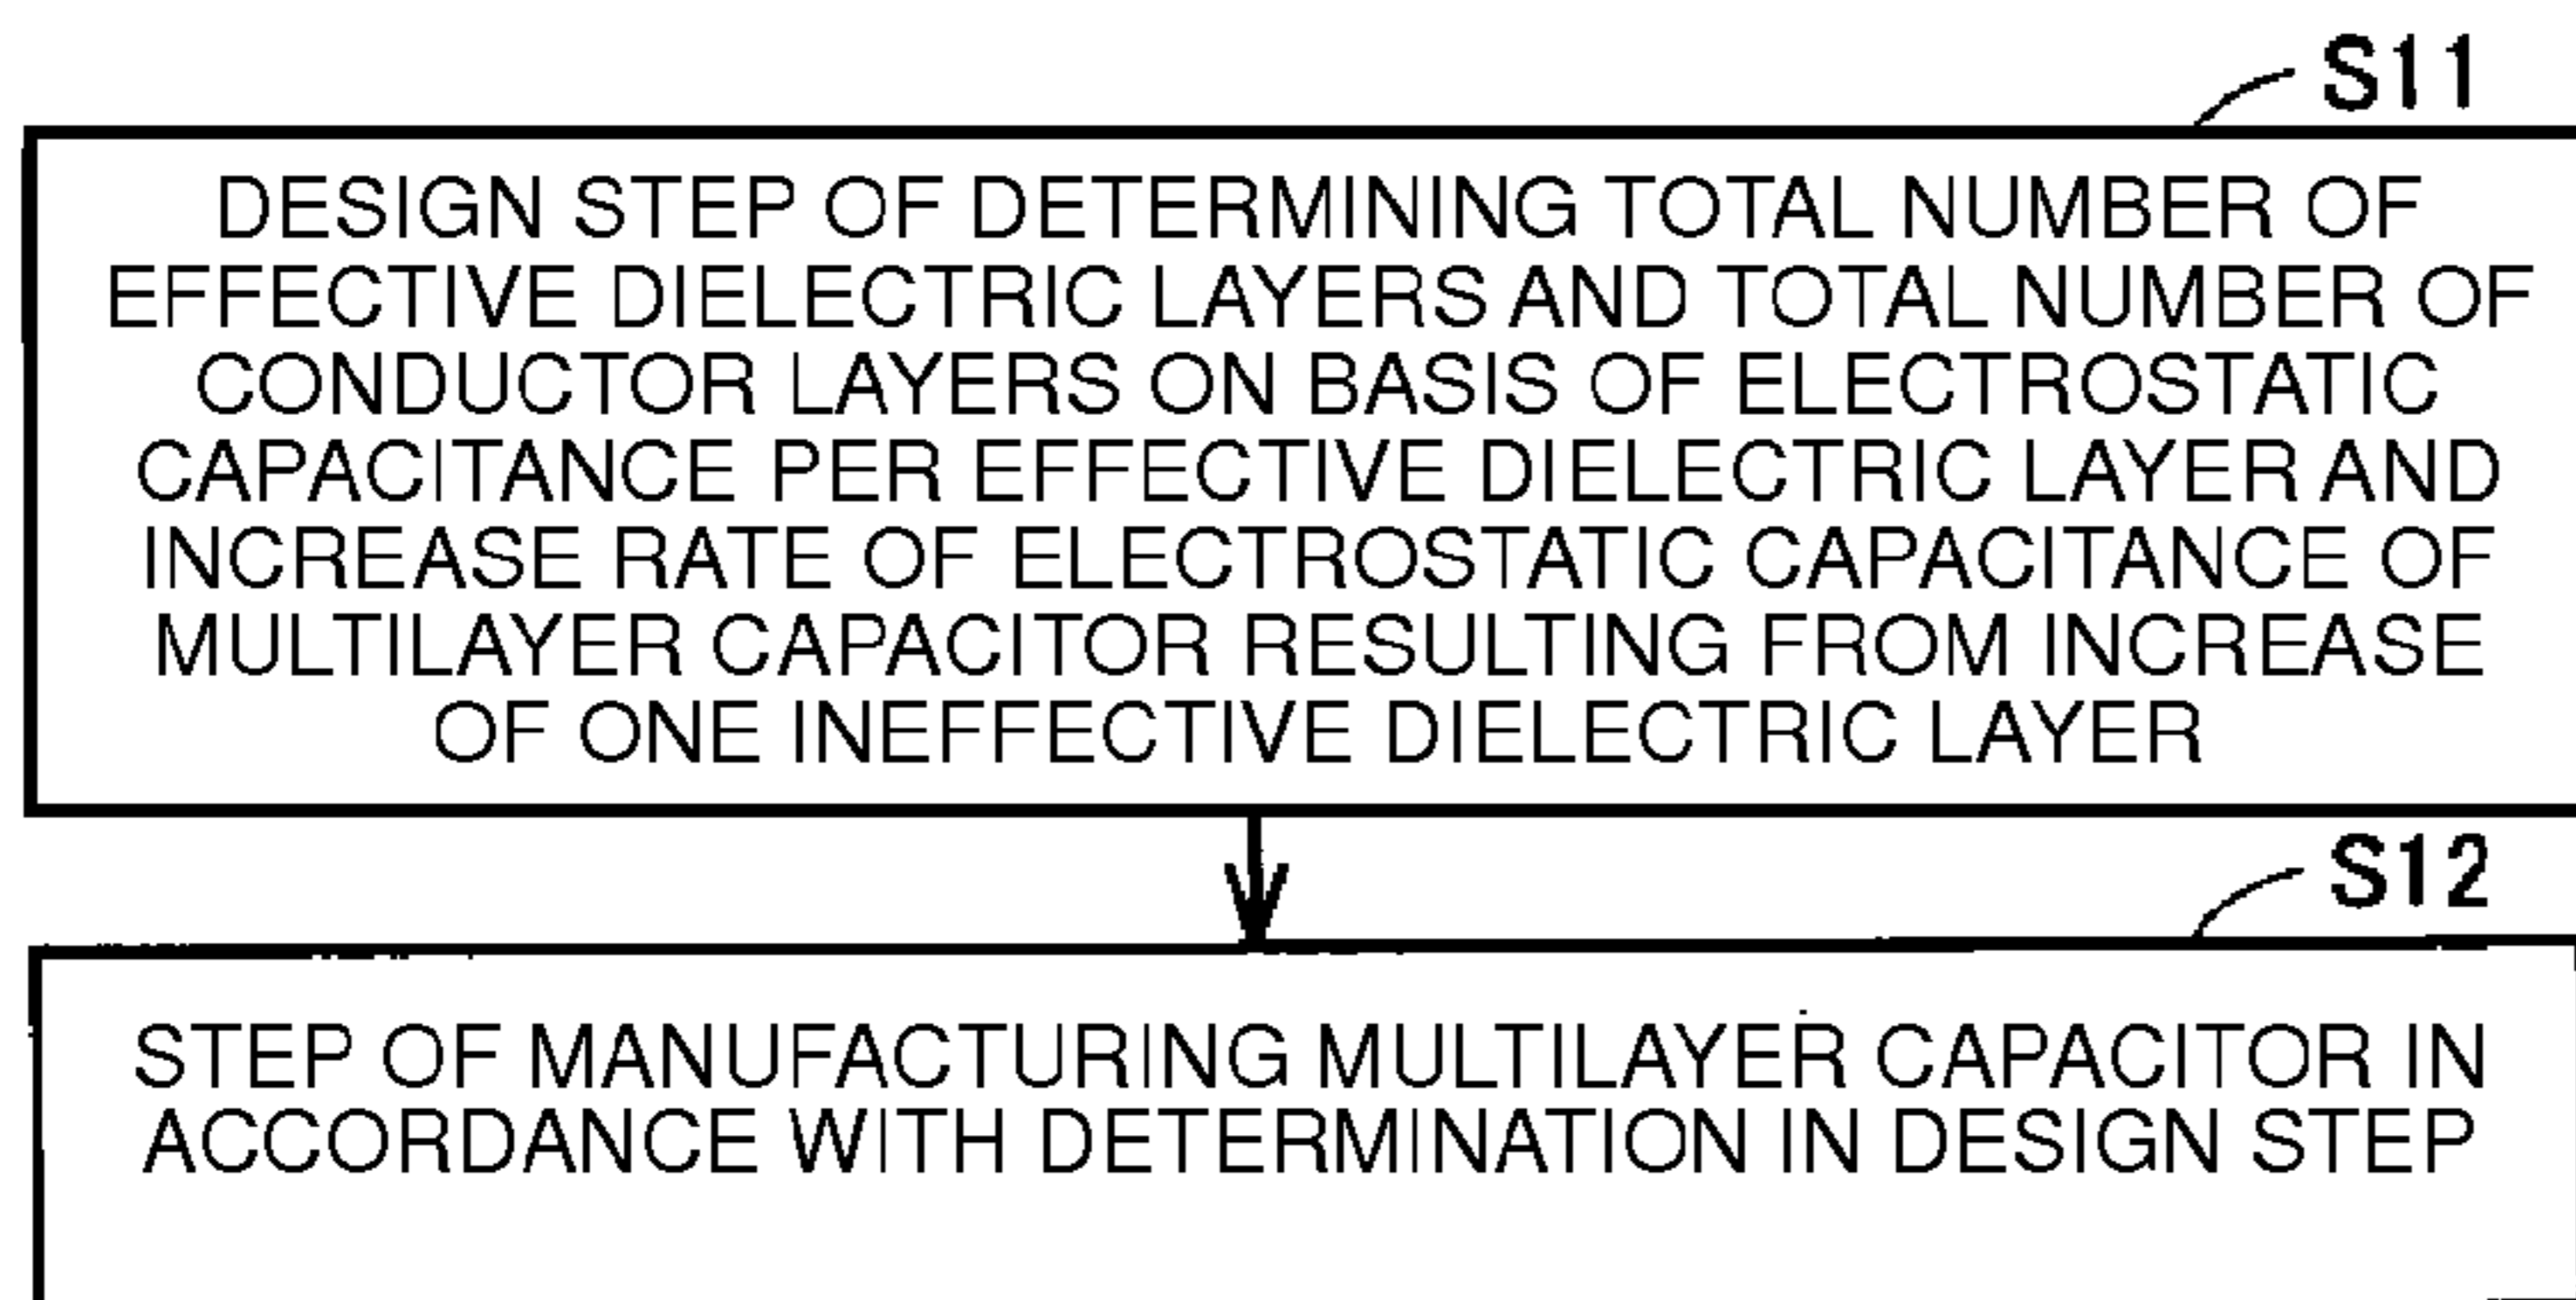 S11
DESIGN STEP OF DETERMINING TOTAL NUMBER OF
EFFECTIVE DIELECTRIC LAYERS AND TOTAL NUMBER OF
CONDUCTOR LAYERS ON BASIS OF ELECTROSTATIC
CAPACITANCE PER EFFECTIVE DIELECTRIC LAYER AND
INCREASE RATE OF ELECTROSTATIC CAPACITANCE OF
MULTILAYER CAPACITOR RESULTING FROM INCREASE
OF ONE INEFFECTIVE DIELECTRIC LAYER
S12
STEP OF MANUFACTURING MULTILAYER CAPACITOR IN
ACCORDANCE WITH DETERMINATION IN DESIGN STEP